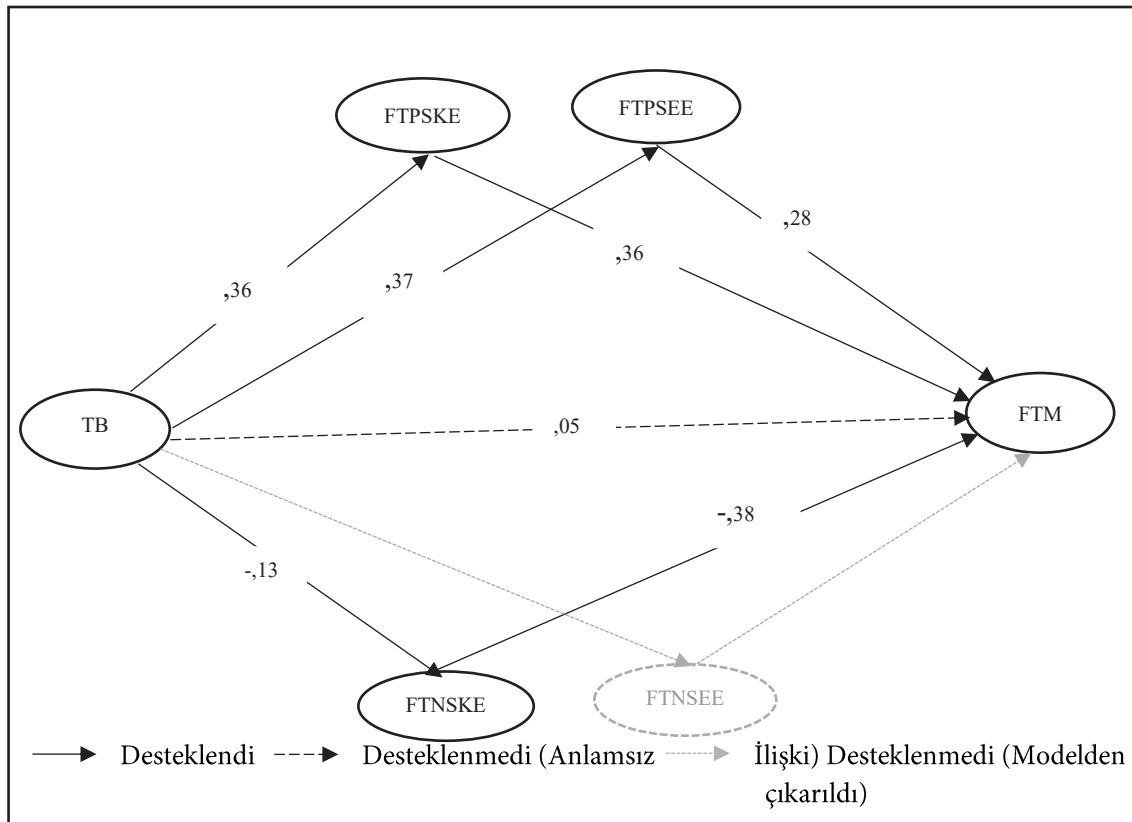 FTPSKE
FTPSEE
,28
,36
,36
,37
TB
FTM
,05
-,38
-,13
FTNSKE
FTNSEE
Desteklendi
Desteklenmedi (Anlamsız
İlişki) Desteklenmedi (Modelden
çıkarıldı)